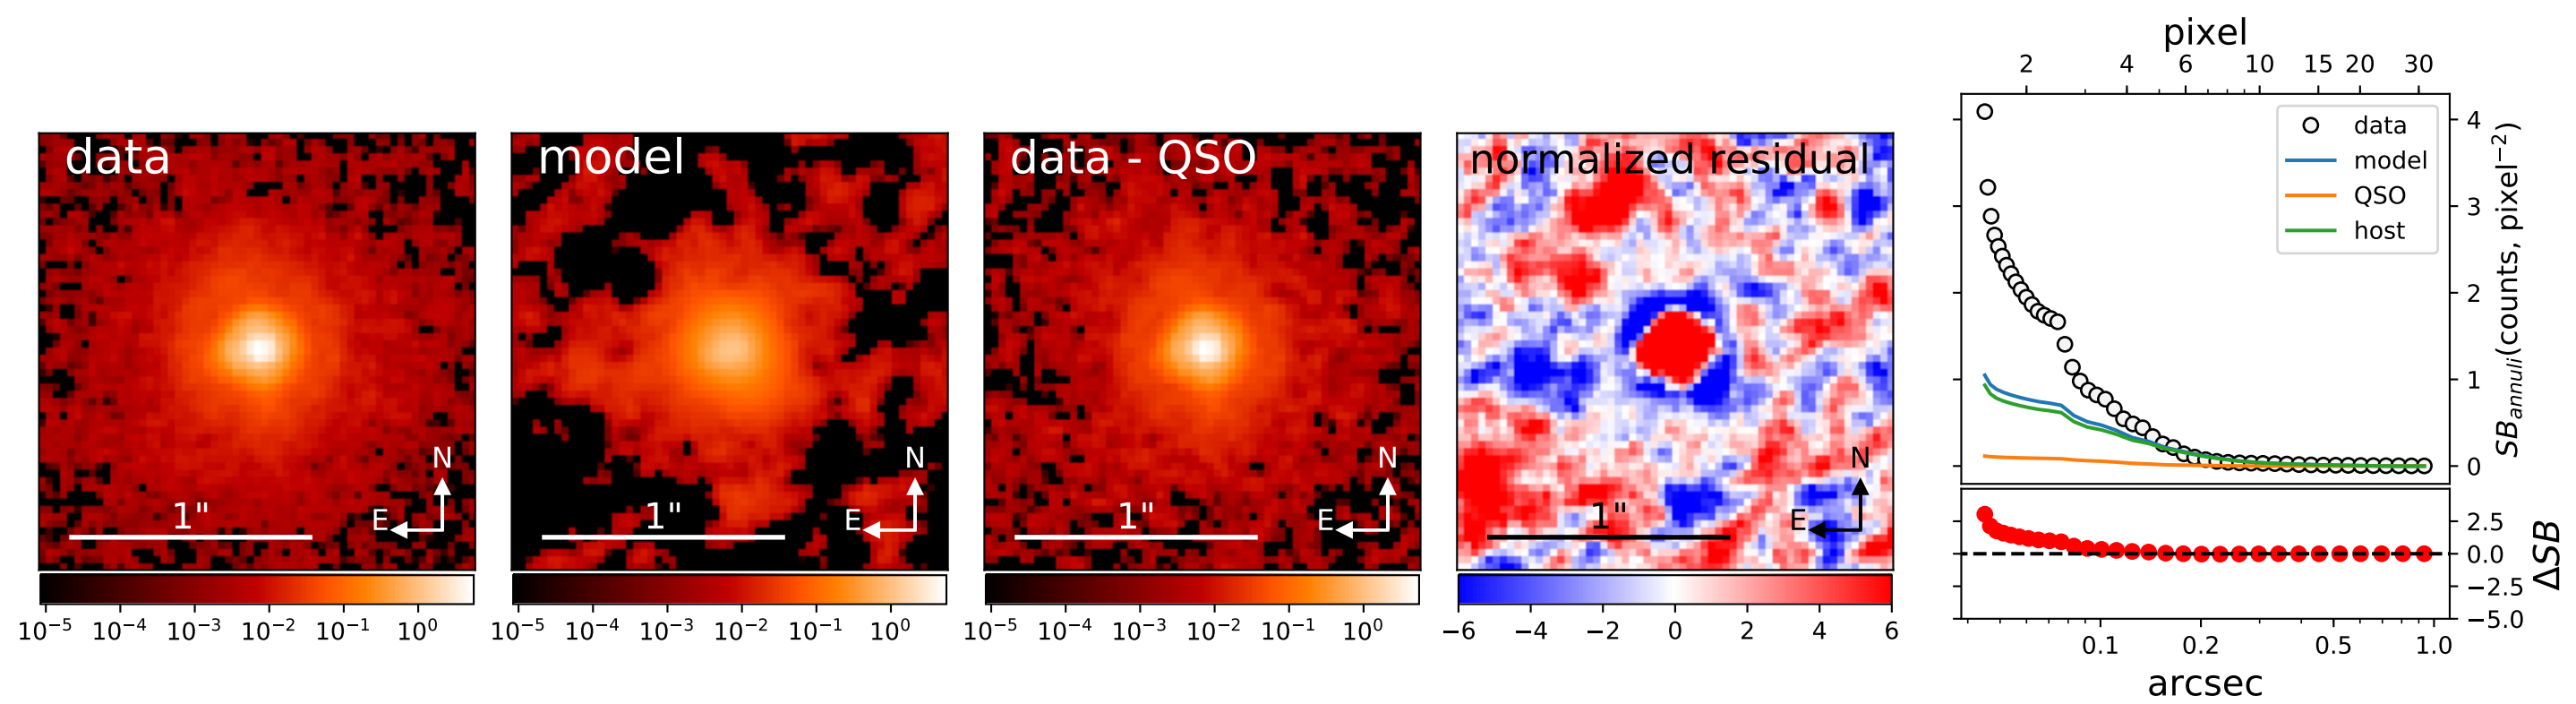 data
1"
N
E
10⁻⁵ 10⁻⁴ 10⁻³ 10⁻² 10⁻¹ 10⁰
model
1"
N
E
10⁻⁵ 10⁻⁴ 10⁻³ 10⁻² 10⁻¹ 10⁰
data - QSO
1"
N
E
10⁻⁵ 10⁻⁴ 10⁻³ 10⁻² 10⁻¹ 10⁰
normalized residual
1"
N
E
−6 −4 −2 0 2 4 6
pixel
2 4 6 10 15 20 30
data
model
QSO
host
4
3
2
1
0
SB_annuli(counts, pixel⁻²)
2.5
0.0
−2.5
−5.0
ΔSB
0.1 0.2 0.5 1.0
arcsec